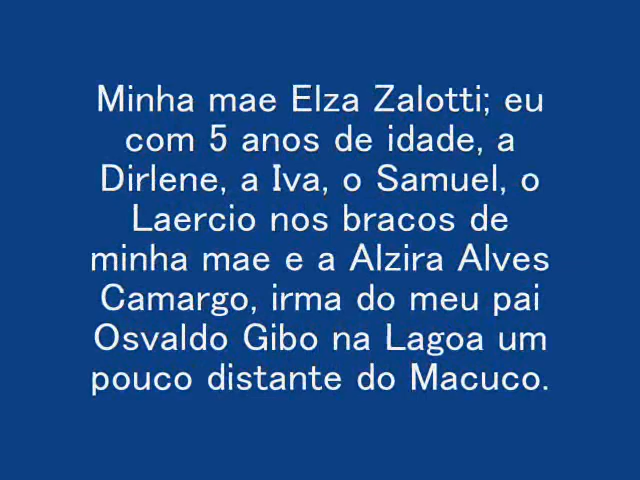 Minha mae Elza Zalotti; eu
com 5 anos de idade, a
Dirlene, a Iva, o Samuel, o
Laercio nos bracos de
minha mae e a Alzira Alves
Camargo, irma do meu pai
Osvaldo Gibo na Lagoa um
pouco distante do Macuco.